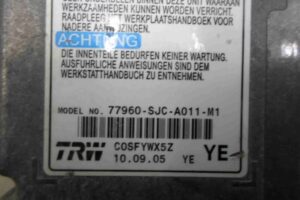 WERKZAAMHEDEN KUNNEN WORDEN VERRICHT.
RAADPLEEG HET WERKPLAATSHANDBOEK VOOR
NADERE AANWIJZINGEN.
ACHTUNG
DIE INNENTEILE BEDÜRFEN KEINER WARTUNG.
AUSFÜHRLICHE ANWEISUNGEN SIND DEM
WERKSTATTHANDBUCH ZU ENTNEHMEN.
MODEL NO. 77960-SJC-A011-M1
TRW COSFYWX5Z
10.09.05 YE YE